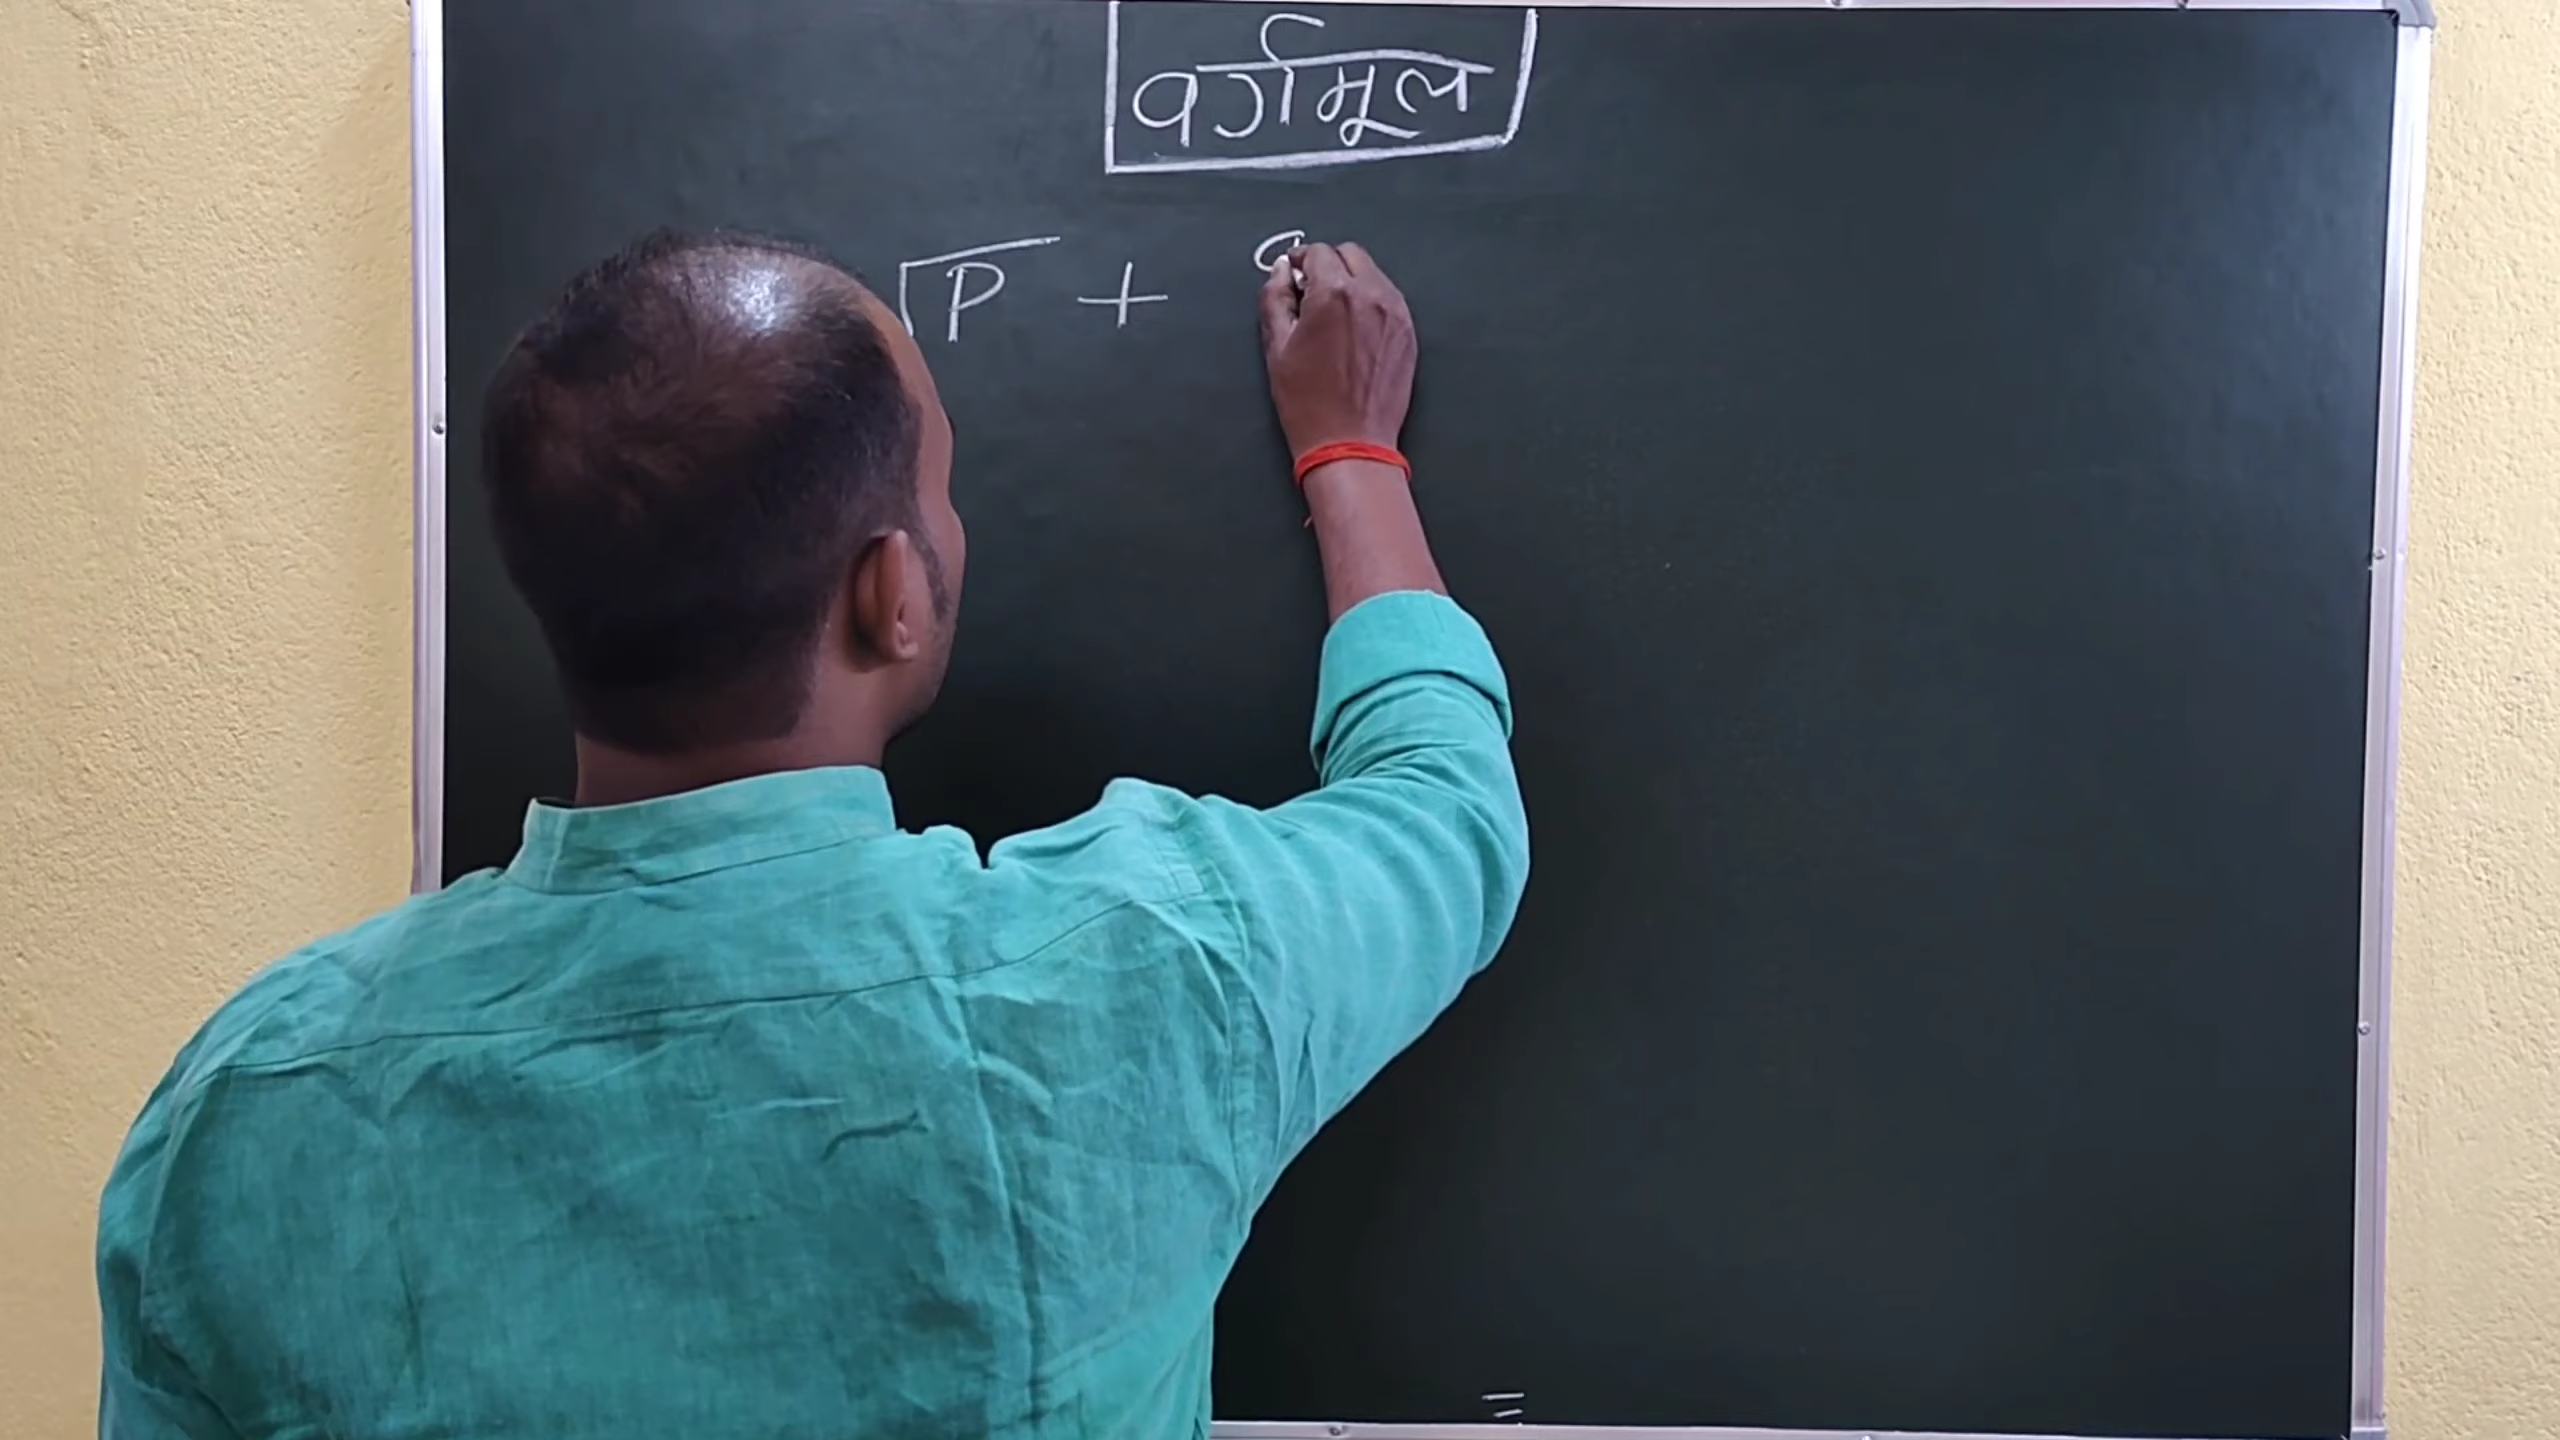 वर्गमूल
√P +
=